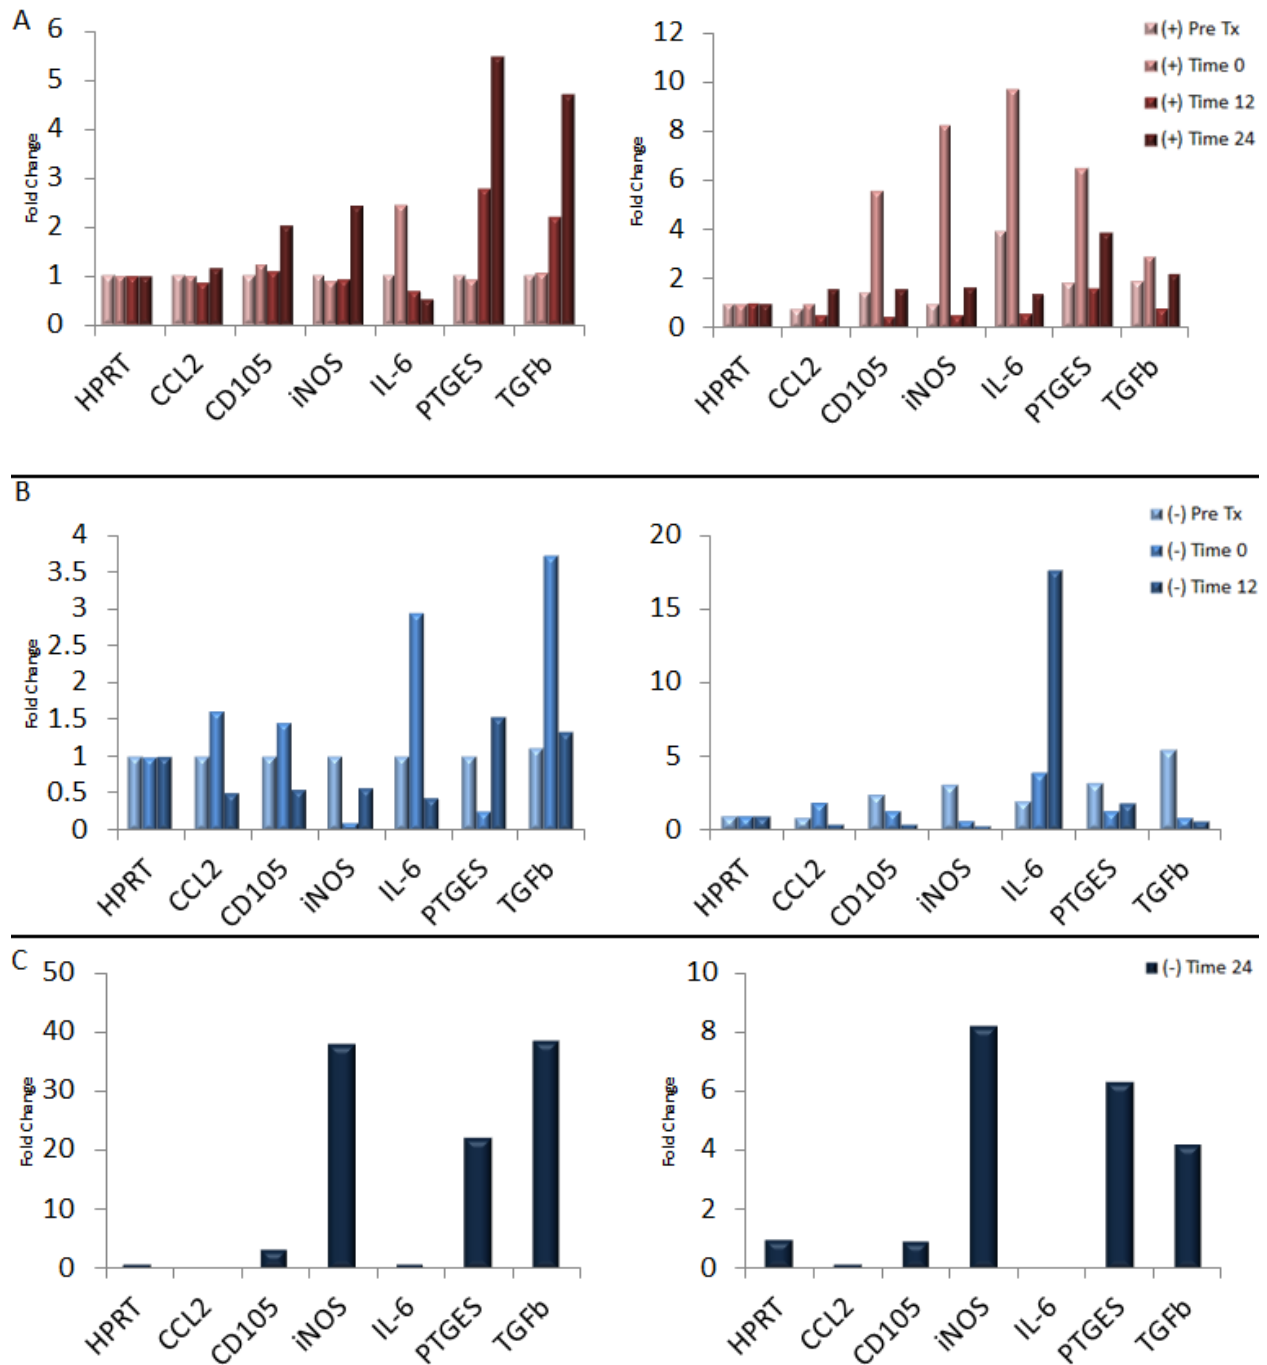 A
Fold Change
6
5
4
3
2
1
0
HPRT CCL2 CD105 iNOS IL-6 PTGES TGFb
Fold Change
12
10
8
6
4
2
0
HPRT CCL2 CD105 iNOS IL-6 PTGES TGFb
(+) Pre Tx
(+) Time 0
(+) Time 12
(+) Time 24
B
Fold Change
4
3.5
3
2.5
2
1.5
1
0.5
0
HPRT CCL2 CD105 iNOS IL-6 PTGES TGFb
Fold Change
20
15
10
5
0
HPRT CCL2 CD105 iNOS IL-6 PTGES TGFb
(-) Pre Tx
(-) Time 0
(-) Time 12
C
Fold Change
50
40
30
20
10
0
HPRT CCL2 CD105 iNOS IL-6 PTGES TGFb
Fold Change
10
8
6
4
2
0
HPRT CCL2 CD105 iNOS IL-6 PTGES TGFb
(-) Time 24